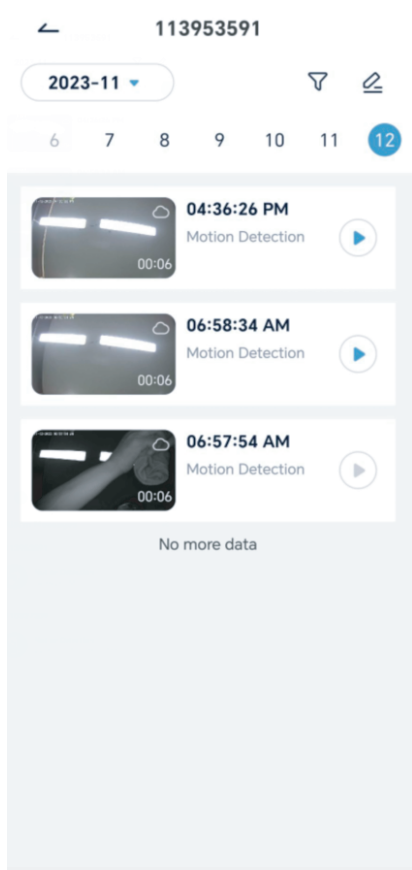 113953591
2023-11
6 7 8 9 10 11 12
04:36:26 PM
Motion Detection
00:06
06:58:34 AM
Motion Detection
00:06
06:57:54 AM
Motion Detection
00:06
No more data